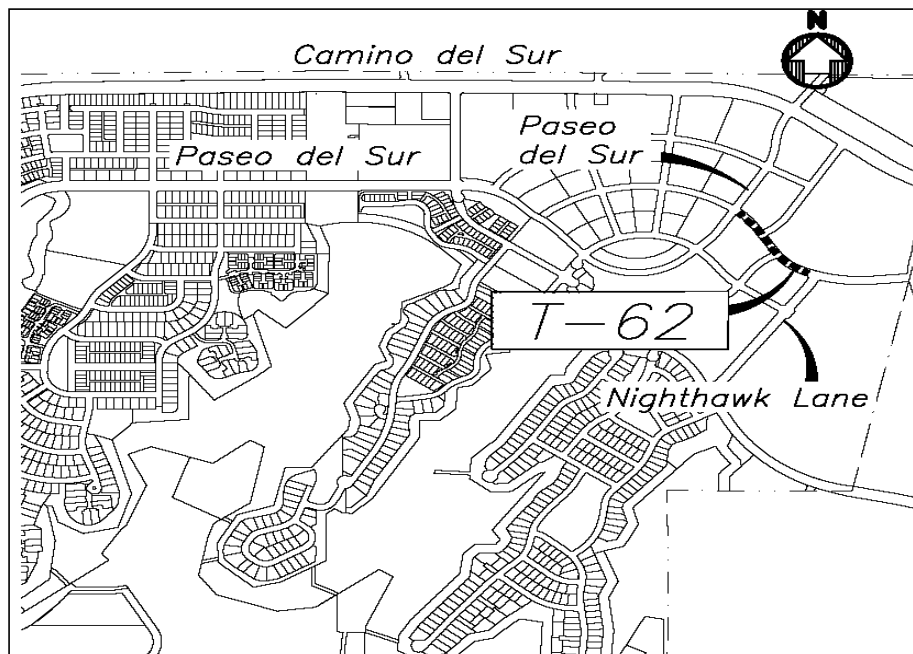 N
Camino del Sur
Paseo del Sur
Paseo
del Sur
T-62
Nighthawk Lane